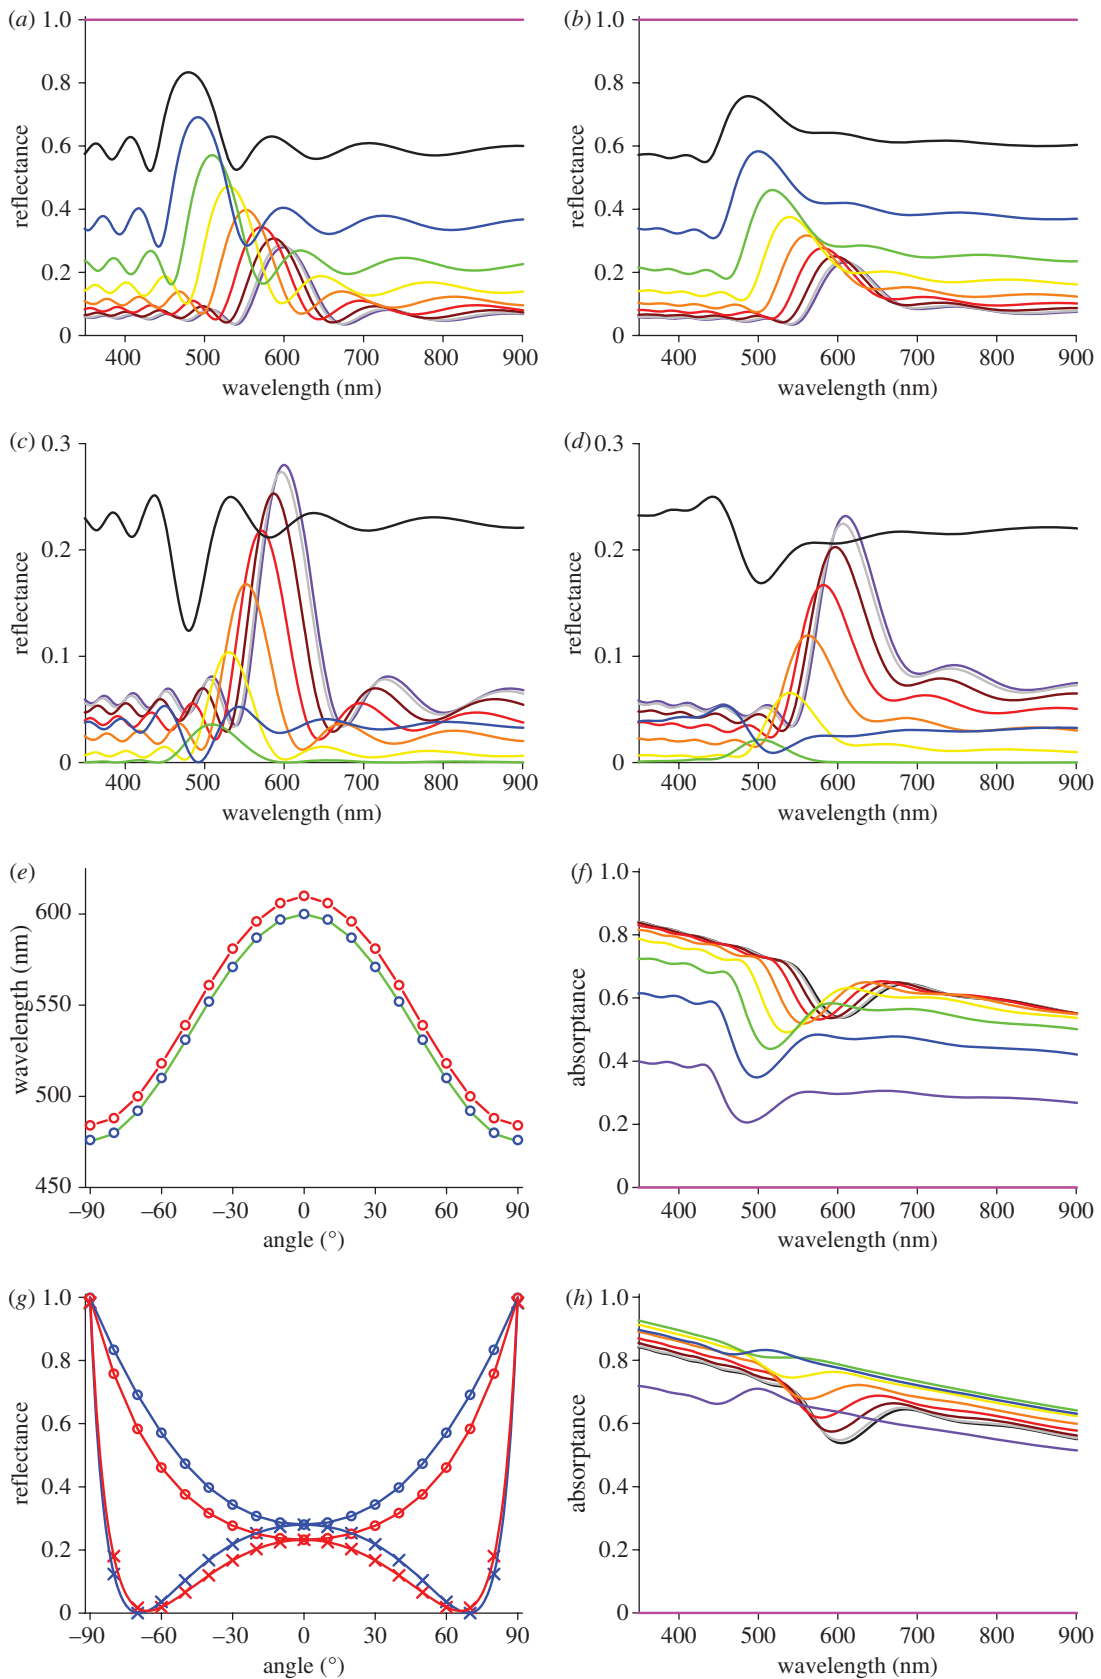 (a)
1.0
0.8
0.6
0.4
0.2
0
reflectance
400 500 600 700 800 900
wavelength (nm)
(b)
1.0
0.8
0.6
0.4
0.2
0
reflectance
400 500 600 700 800 900
wavelength (nm)
(c)
0.3
0.2
0.1
0
reflectance
400 500 600 700 800 900
wavelength (nm)
(d)
0.3
0.2
0.1
0
reflectance
400 500 600 700 800 900
wavelength (nm)
(e)
600
550
500
450
wavelength (nm)
–90 –60 –30 0 30 60 90
angle (°)
(f)
1.0
0.8
0.6
0.4
0.2
0
absorptance
400 500 600 700 800 900
wavelength (nm)
(g)
1.0
0.8
0.6
0.4
0.2
0
reflectance
–90 –60 –30 0 30 60 90
angle (°)
(h)
1.0
0.8
0.6
0.4
0.2
0
absorptance
400 500 600 700 800 900
wavelength (nm)